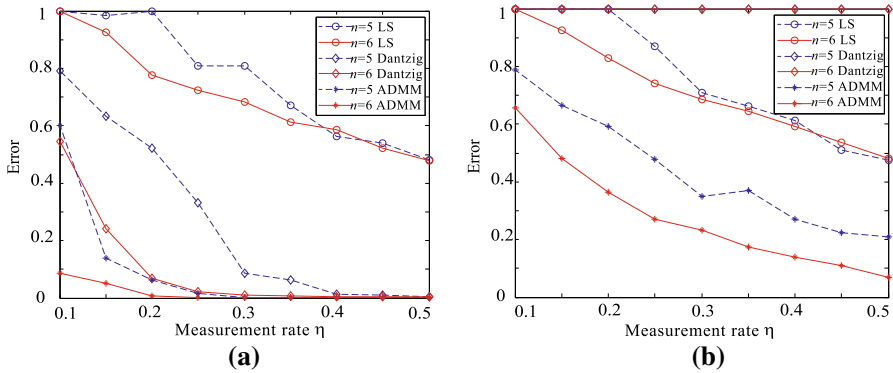 1
0.8
0.6
0.4
0.2
0
Error
0.1
0.2
0.3
0.4
0.5
Measurement rate η
n=5 LS
n=6 LS
n=5 Dantzig
n=6 Dantzig
n=5 ADMM
n=6 ADMM
(a)
1
0.8
0.6
0.4
0.2
0
Error
0.1
0.2
0.3
0.4
0.5
Measurement rate η
n=5 LS
n=6 LS
n=5 Dantzig
n=6 Dantzig
n=5 ADMM
n=6 ADMM
(b)